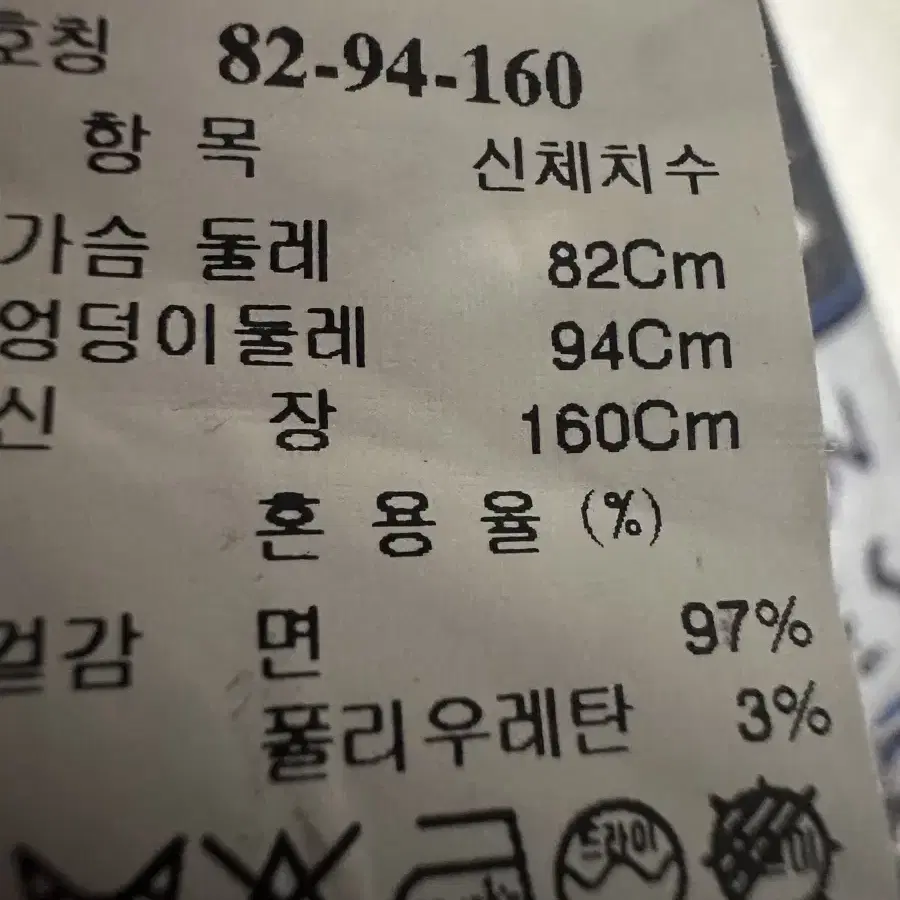 호칭 82-94-160
항 목 신체치수
가슴 둘레 82Cm
엉덩이둘레 94Cm
신 장 160Cm
혼 용 율 (%)
겉감 면 97%
폴리우레탄 3%
드라이